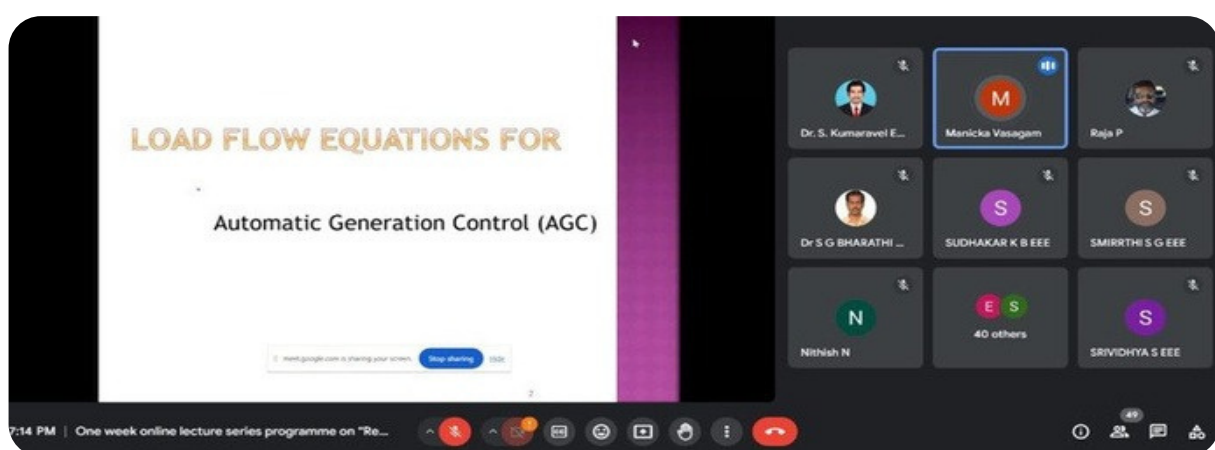 LOAD FLOW EQUATIONS FOR
Automatic Generation Control (AGC)
meet.google.com is sharing your screen.
Stop sharing
Hide
2
Dr. S. Kumaravel E...
M
Manicka Vasagam
Raja P
Dr S G BHARATHI ...
S
SUDHAKAR K B EEE
S
SMIRRTHI S G EEE
N
Nithish N
E S
40 others
S
SRIVIDHYA S EEE
7:14 PM | One week online lecture series programme on "Re...
49